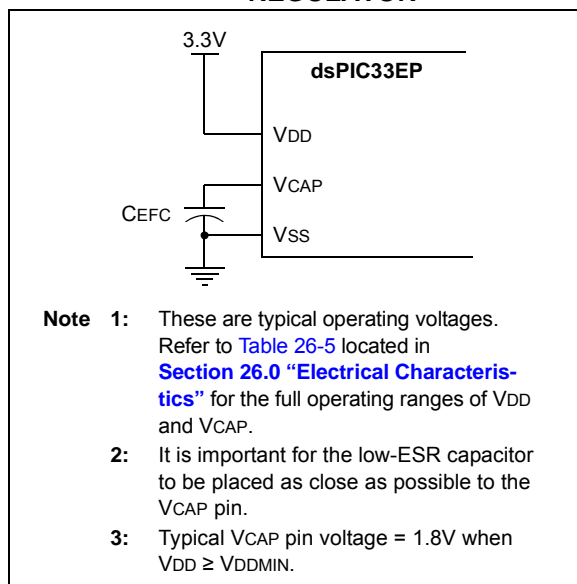 3.3V
dsPIC33EP
VDD
VCAP
CEFC
VSS
Note 1: These are typical operating voltages.
Refer to Table 26-5 located in
Section 26.0 “Electrical Characteris-
tics” for the full operating ranges of VDD
and VCAP.
2: It is important for the low-ESR capacitor
to be placed as close as possible to the
VCAP pin.
3: Typical VCAP pin voltage = 1.8V when
VDD ≥ VDDMIN.